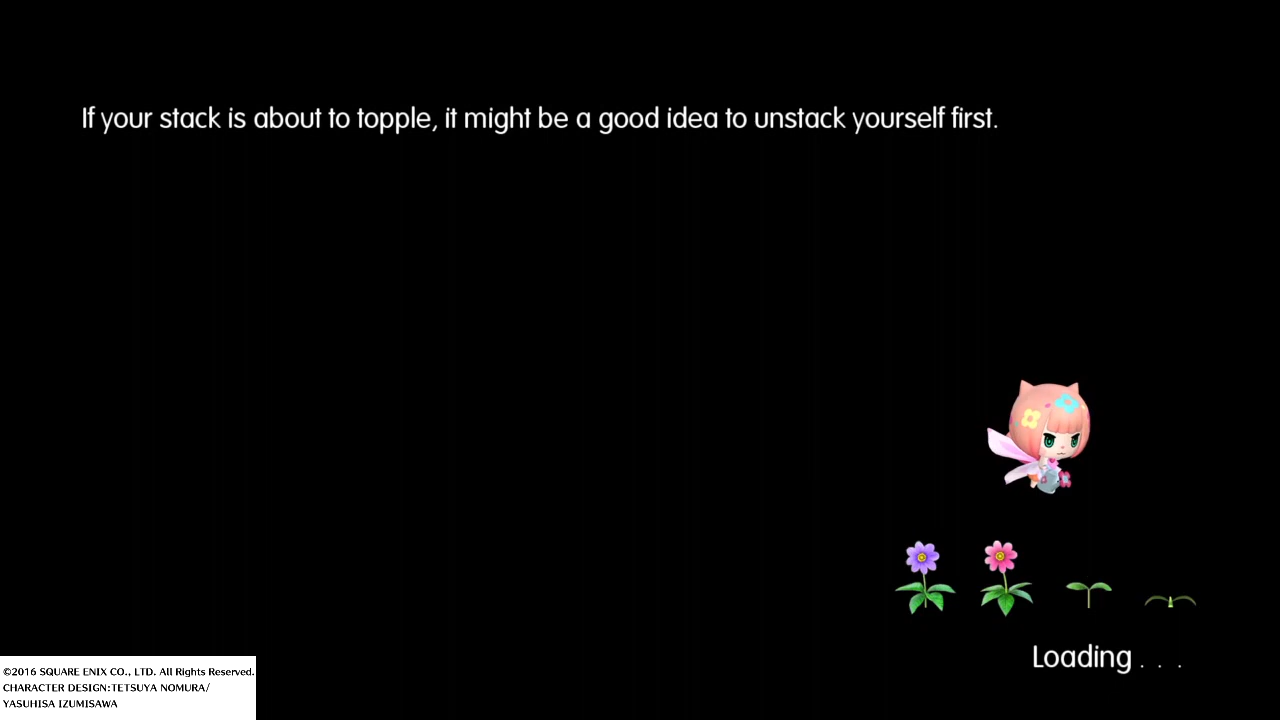 If your stack is about to topple, it might be a good idea to unstack yourself first.
Loading . . .
©2016 SQUARE ENIX CO., LTD. All Rights Reserved.
CHARACTER DESIGN:TETSUYA NOMURA/
YASUHISA IZUMISAWA